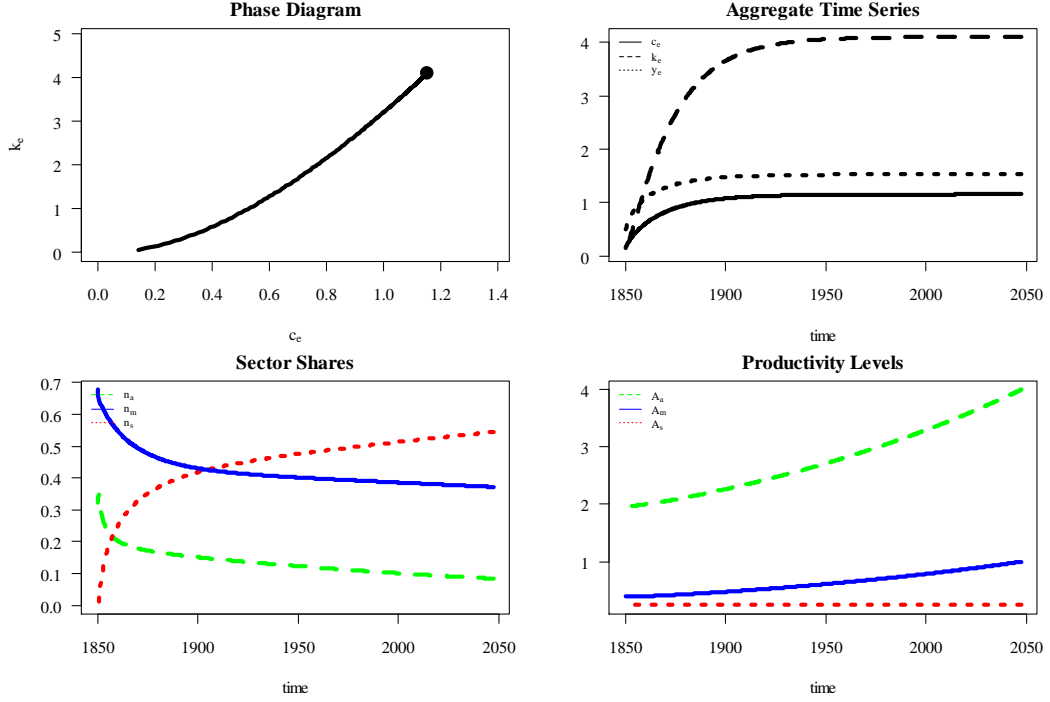 Phase Diagram
5
4
3
2
1
0
k_e
0.0 0.2 0.4 0.6 0.8 1.0 1.2 1.4
c_e
Aggregate Time Series
c_e
k_e
y_e
4
3
2
1
0
1850 1900 1950 2000 2050
time
Sector Shares
n_a
n_m
n_s
0.7
0.6
0.5
0.4
0.3
0.2
0.1
0.0
1850 1900 1950 2000 2050
time
Productivity Levels
A_a
A_m
A_s
4
3
2
1
1850 1900 1950 2000 2050
time